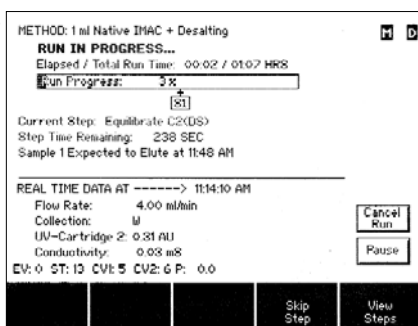 METHOD: 1 ml Native IMAC + Desalting
M D
RUN IN PROGRESS...
Elapsed / Total Run Time: 00:02 / 01:07 HRS
Run Progress: 3%
S1
Current Step: Equilibrate C2(DS)
Step Time Remaining: 238 SEC
Sample 1 Expected to Elute at 11:48 AM
REAL TIME DATA AT ------> 11:14:10 AM
Flow Rate: 4.00 ml/min
Collection: W
UV-Cartridge 2: 0.31 AU
Conductivity: 0.03 mS
EV: 0 ST: 13 CV1: 5 CV2: 6 P: 0.0
Cancel Run
Pause
Skip Step
View Steps